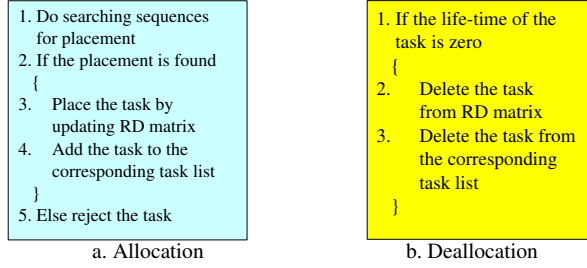 1. Do searching sequences
for placement
2. If the placement is found
{
3. Place the task by
updating RD matrix
4. Add the task to the
corresponding task list
}
5. Else reject the task
a. Allocation
1. If the life-time of the
task is zero
{
2. Delete the task
from RD matrix
3. Delete the task from
the corresponding
task list
}
b. Deallocation